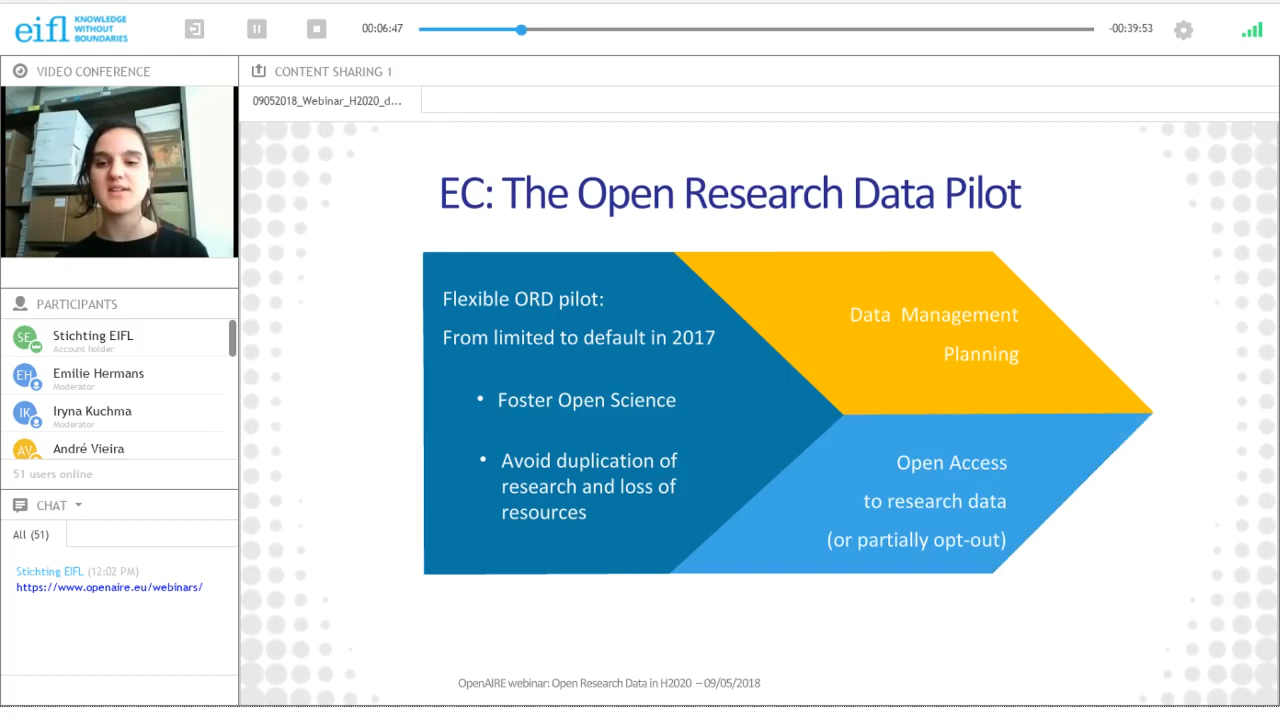 eifl KNOWLEDGE
WITHOUT
BOUNDARIES
00:06:47
-00:39:53
VIDEO CONFERENCE
CONTENT SHARING 1
09052018_Webinar_H2020_d...
EC: The Open Research Data Pilot
Flexible ORD pilot:
From limited to default in 2017
• Foster Open Science
• Avoid duplication of
research and loss of
resources
Data Management
Planning
Open Access
to research data
(or partially opt-out)
OpenAIRE webinar: Open Research Data in H2020 – 09/05/2018
PARTICIPANTS
SE Stichting EIFL
Account holder
EH Emilie Hermans
Moderator
IK Iryna Kuchma
Moderator
AV André Vieira
51 users online
CHAT
All (51)
Stichting EIFL (12:02 PM)
https://www.openaire.eu/webinars/